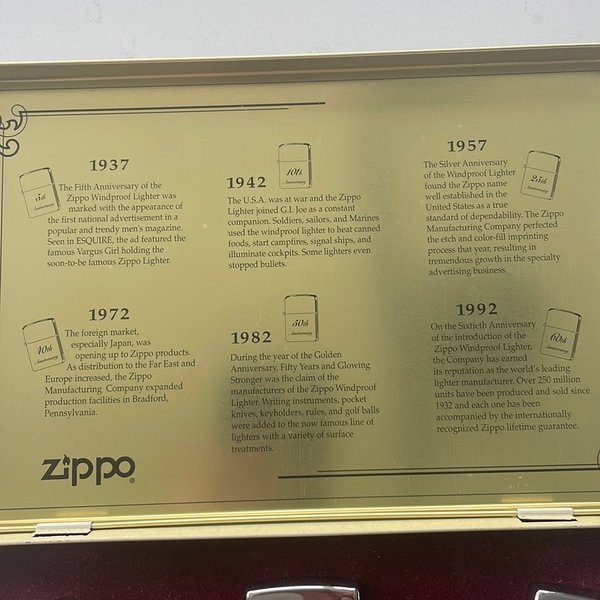 1937
5th
Anniversary
The Fifth Anniversary of the
Zippo Windproof Lighter was
marked with the appearance of
the first national advertisement in a
popular and trendy men's magazine.
Seen in ESQUIRE, the ad featured the
famous Vargus Girl holding the
soon-to-be famous Zippo Lighter.
1942
10th
Anniversary
The U.S.A. was at war and the Zippo
Lighter joined G.I. Joe as a constant
companion. Soldiers, sailors, and Marines
used the windproof lighter to heat canned
foods, start campfires, signal ships, and
illuminate cockpits. Some lighters even
stopped bullets.
1957
25th
Anniversary
The Silver Anniversary
of the Windproof Lighter
found the Zippo name
well established in the
United States as a true
standard of dependability. The Zippo
Manufacturing Company perfected
the etch and color-fill imprinting
process that year, resulting in
tremendous growth in the specialty
advertising business.
1972
40th
Anniversary
The foreign market,
especially Japan, was
opening up to Zippo products.
As distribution to the Far East and
Europe increased, the Zippo
Manufacturing Company expanded
production facilities in Bradford,
Pennsylvania.
1982
50th
Anniversary
During the year of the Golden
Anniversary, Fifty Years and Glowing
Stronger was the claim of the
manufacturers of the Zippo Windproof
Lighter. Writing instruments, pocket
knives, keyholders, rules, and golf balls
were added to the now famous line of
lighters with a variety of surface
treatments.
1992
60th
Anniversary
On the Sixtieth Anniversary
of the introduction of the
Zippo Windproof Lighter,
the Company has earned
its reputation as the world's leading
lighter manufacturer. Over 250 million
units have been produced and sold since
1932 and each one has been
accompanied by the internationally
recognized Zippo lifetime guarantee.
zippo®